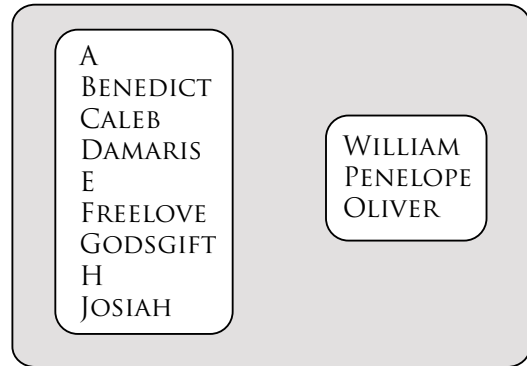 A
BENEDICT
CALEB
DAMARIS
E
FREELOVE
GODSGIFT
H
JOSIAH
WILLIAM
PENELOPE
OLIVER